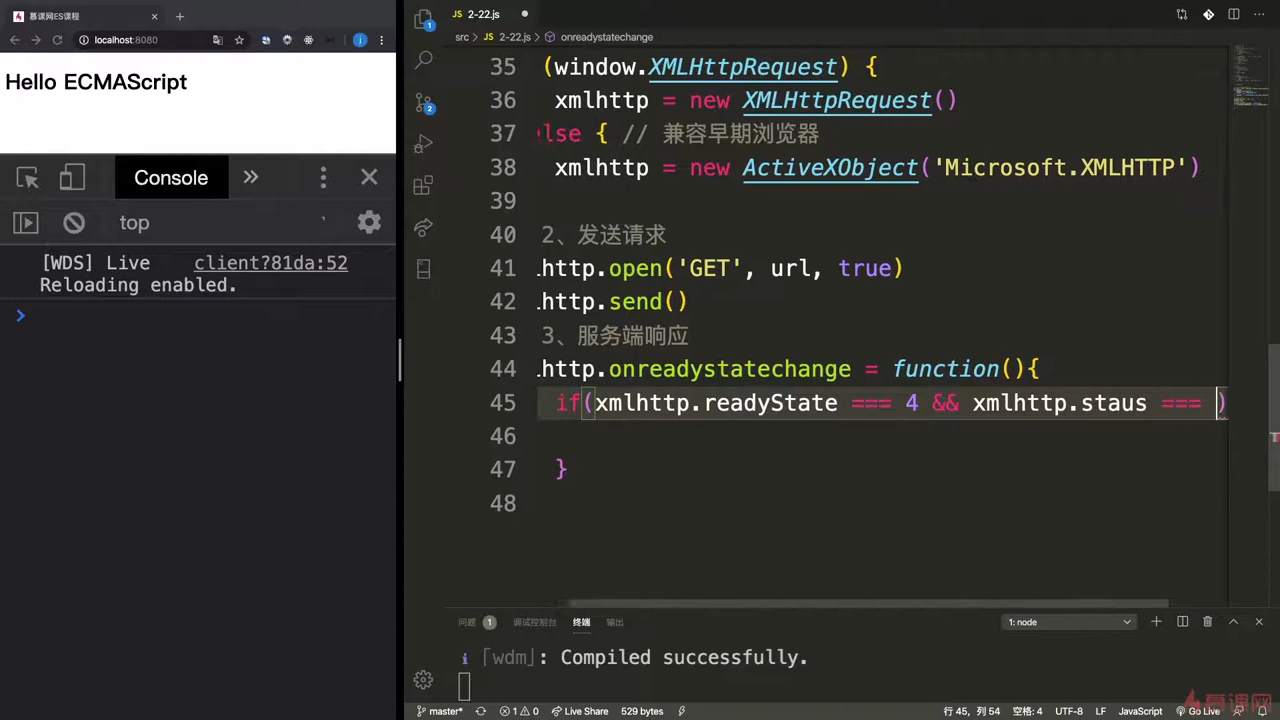 慕课网ES课程
localhost:8080
Hello ECMAScript
Console
top
[WDS] Live client?81da:52
Reloading enabled.
JS 2-22.js
src > JS 2-22.js > onreadystatechange
35 (window.XMLHttpRequest) {
36 xmlhttp = new XMLHttpRequest()
37 lse { // 兼容早期浏览器
38 xmlhttp = new ActiveXObject('Microsoft.XMLHTTP')
39
40 2、发送请求
41 .http.open('GET', url, true)
42 .http.send()
43 3、服务端响应
44 .http.onreadystatechange = function(){
45 if(xmlhttp.readyState === 4 && xmlhttp.staus === )
46
47 }
48
问题 1 调试控制台 终端 输出 1: node
i ｢wdm｣: Compiled successfully.
master* 1 0 Live Share 529 bytes 行 45，列 54 空格: 4 UTF-8 LF JavaScript Go Live
慕课网